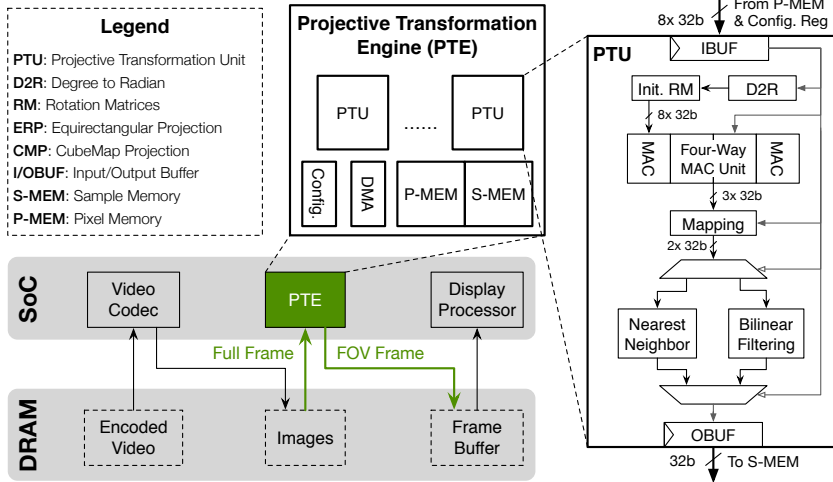 Legend
PTU: Projective Transformation Unit
D2R: Degree to Radian
RM: Rotation Matrices
ERP: Equirectangular Projection
CMP: CubeMap Projection
I/OBUF: Input/Output Buffer
S-MEM: Sample Memory
P-MEM: Pixel Memory
Projective Transformation
Engine (PTE)
PTU
......
PTU
Config.
DMA
P-MEM
S-MEM
SoC
Video
Codec
PTE
Display
Processor
Full Frame
FOV Frame
DRAM
Encoded
Video
Images
Frame
Buffer
8x 32b
From P-MEM
& Config. Reg
PTU
IBUF
Init. RM
D2R
8x 32b
MAC
Four-Way
MAC Unit
MAC
3x 32b
Mapping
2x 32b
Nearest
Neighbor
Bilinear
Filtering
OBUF
32b
To S-MEM